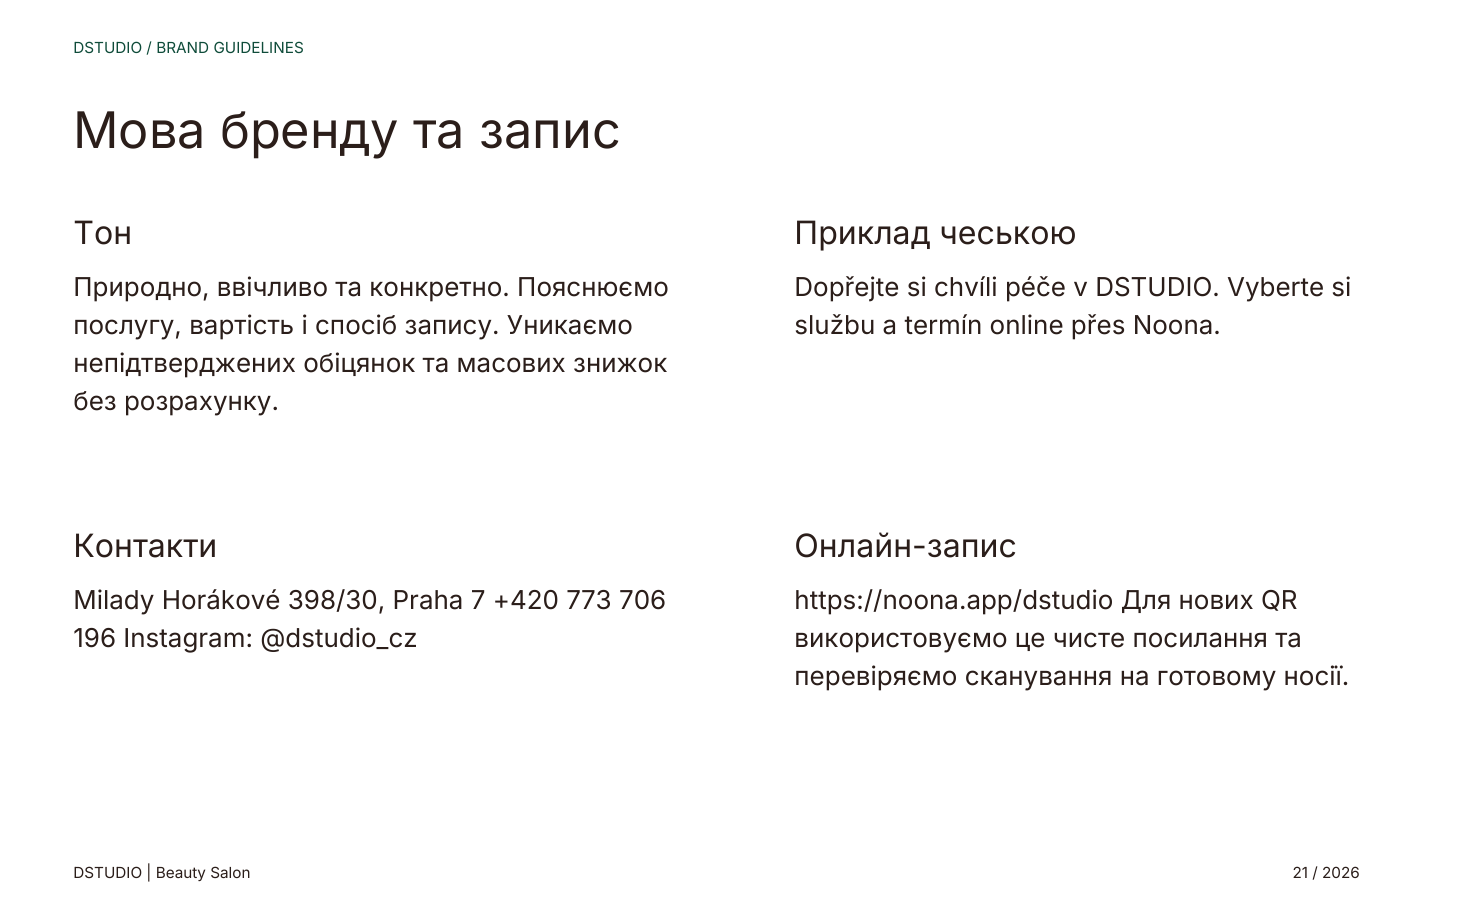 DSTUDIO / BRAND GUIDELINES
Мова бренду та запис
Тон
Природно, ввічливо та конкретно. Пояснюємо
послугу, вартість і спосіб запису. Уникаємо
непідтверджених обіцянок та масових знижок
без розрахунку.
Приклад чеською
Dopřejte si chvíli péče v DSTUDIO. Vyberte si
službu a termín online přes Noona.
Контакти
Milady Horákové 398/30, Praha 7 +420 773 706
196 Instagram: @dstudio_cz
Онлайн-запис
https://noona.app/dstudio Для нових QR
використовуємо це чисте посилання та
перевіряємо сканування на готовому носії.
DSTUDIO | Beauty Salon
21 / 2026